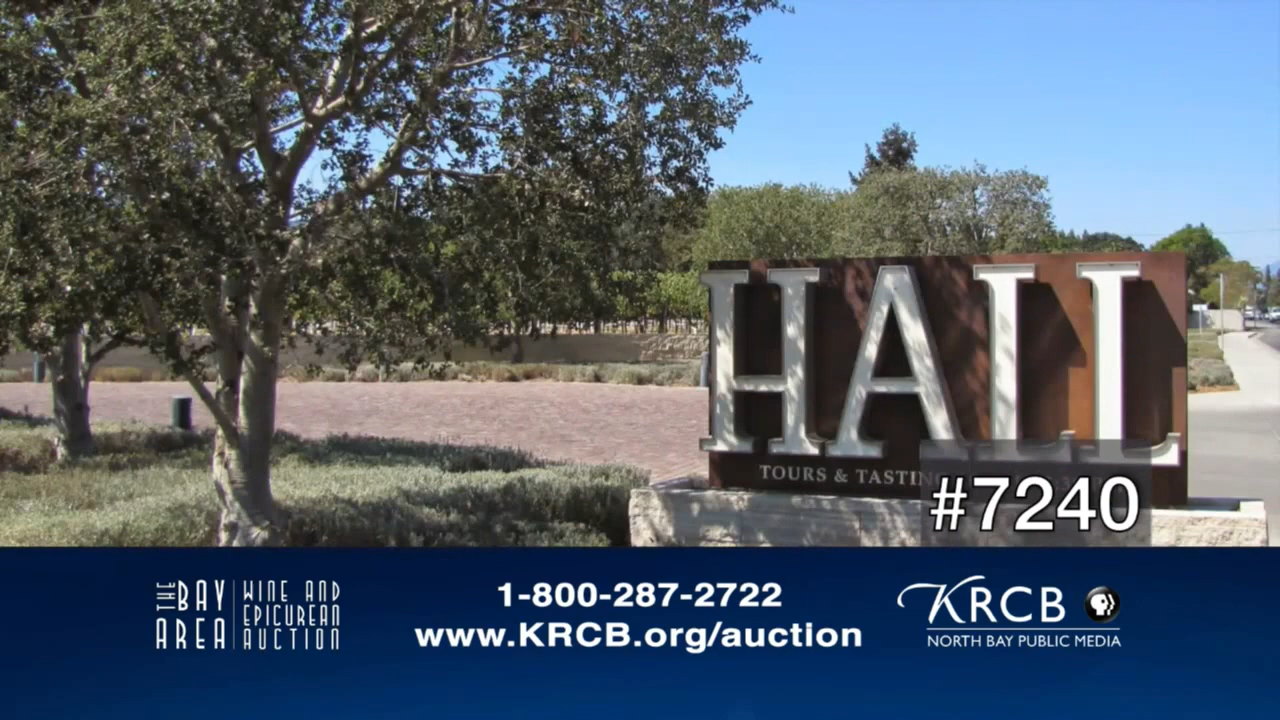 HALL
TOURS & TASTING
#7240
THE BAY AREA
WINE AND
EPICUREAN
AUCTION
1-800-287-2722
www.KRCB.org/auction
KRCB
NORTH BAY PUBLIC MEDIA